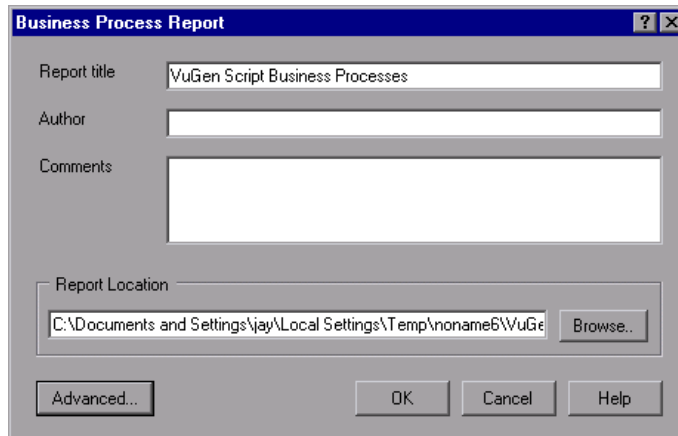 Business Process Report
Report title
VuGen Script Business Processes
Author
Comments
Report Location
C:\Documents and Settings\jay\Local Settings\Temp\noname6\VuGe
Browse..
Advanced...
OK
Cancel
Help